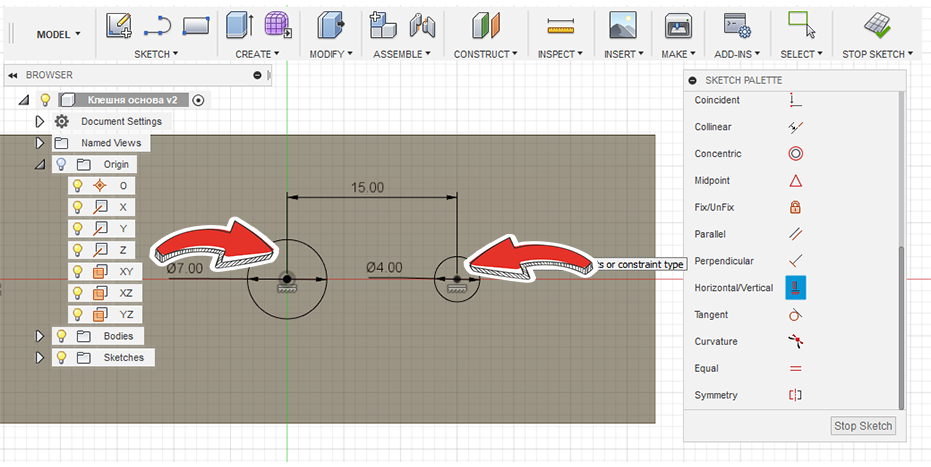 MODEL
SKETCH
CREATE
MODIFY
ASSEMBLE
CONSTRUCT
INSPECT
INSERT
MAKE
ADD-INS
SELECT
STOP SKETCH
BROWSER
Клешня основа v2
Document Settings
Named Views
Origin
O
X
Y
Z
XY
XZ
YZ
Bodies
Sketches
15.00
Ø7.00
Ø4.00
or constraint type
SKETCH PALETTE
Coincident
Collinear
Concentric
Midpoint
Fix/UnFix
Parallel
Perpendicular
Horizontal/Vertical
Tangent
Curvature
Equal
Symmetry
Stop Sketch